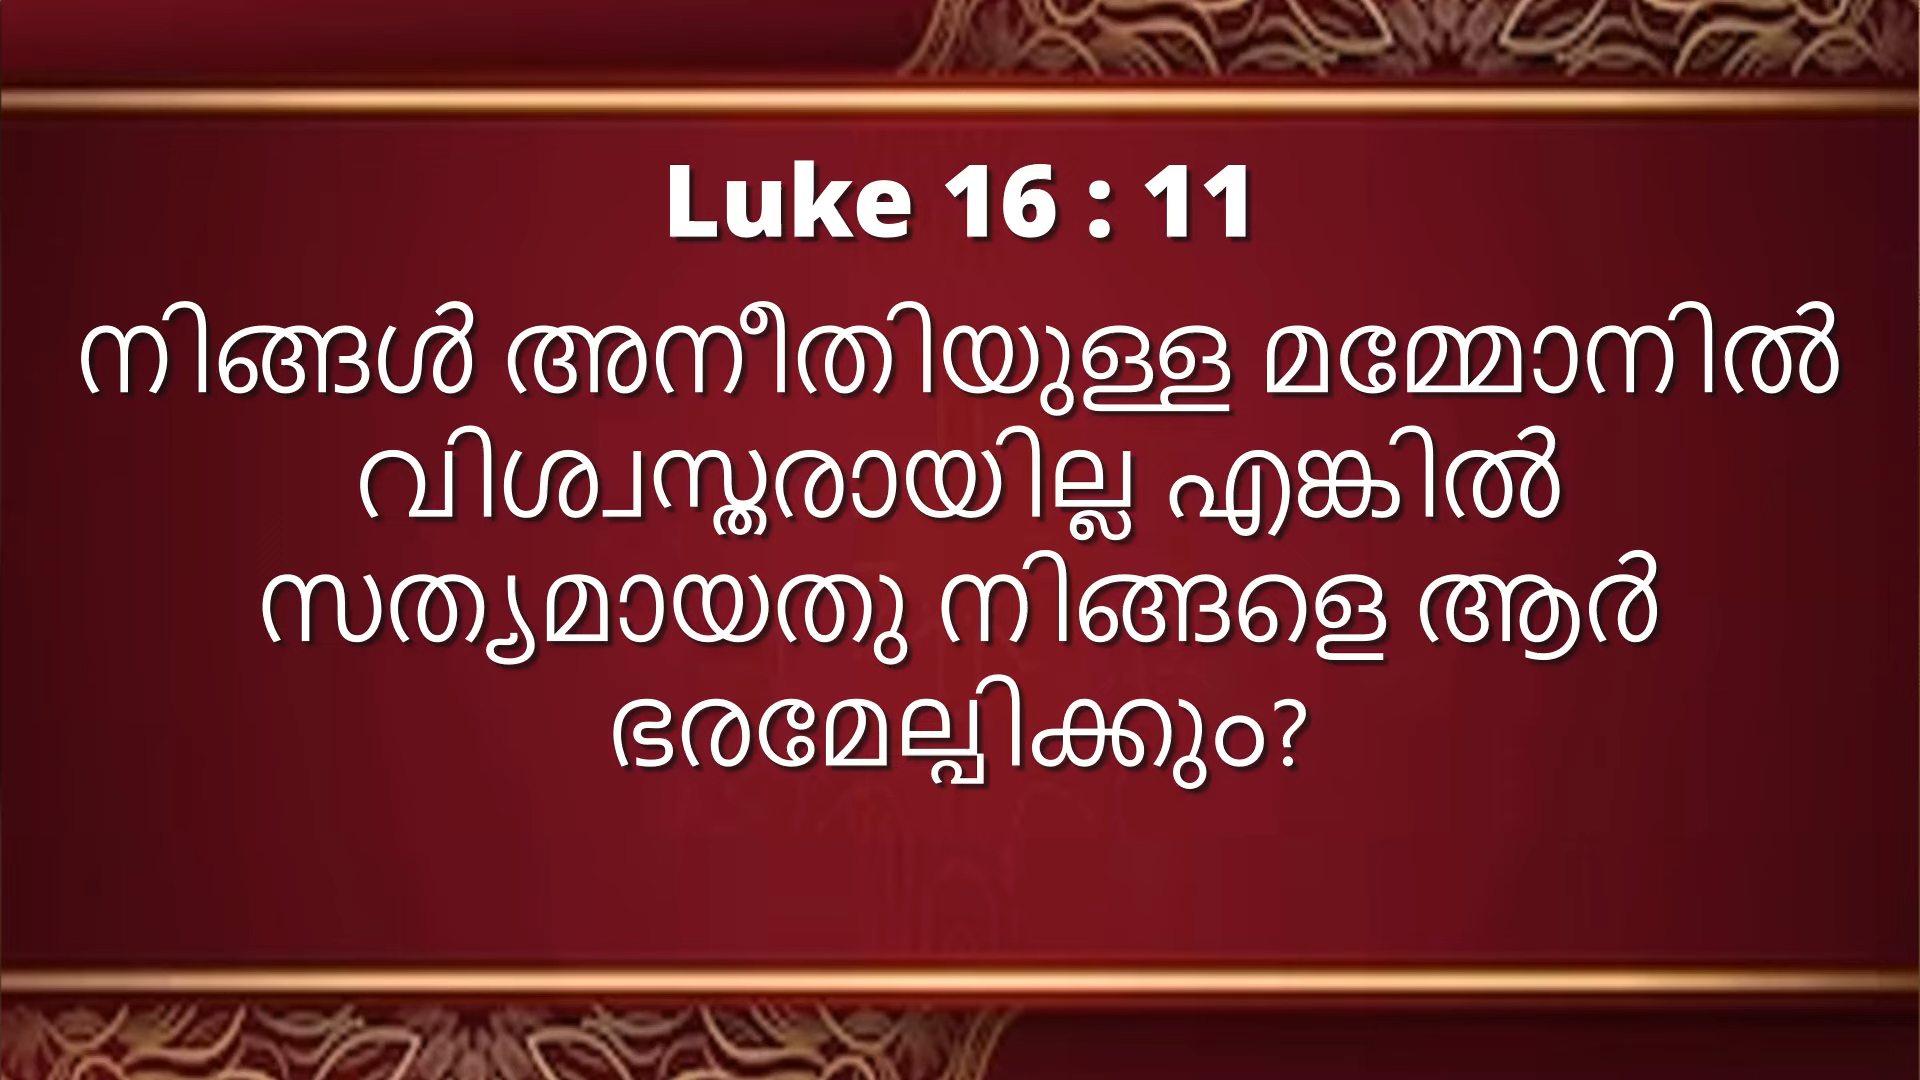 Luke 16 : 11
നിങ്ങൾ അനീതിയുള്ള മമ്മോനിൽ
വിശ്വസ്തരായില്ല എങ്കിൽ
സത്യമായതു നിങ്ങളെ ആർ
ഭരമേല്പിക്കും?